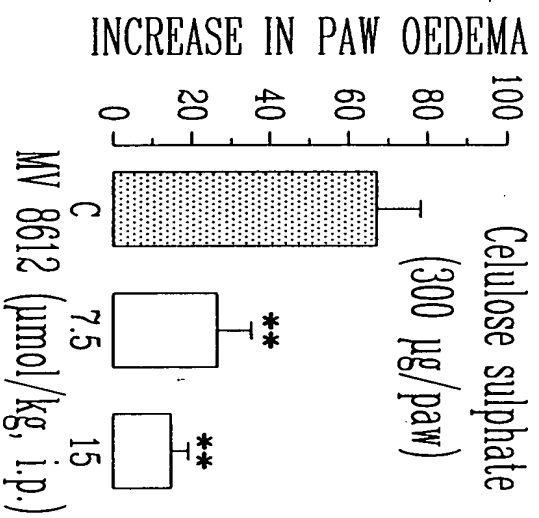 Celulose sulphate
(300 µg/paw)
INCREASE IN PAW OEDEMA
100
80
60
40
20
0
**
**
C
7.5
15
MV 8612 (µmol/kg, i.p.)